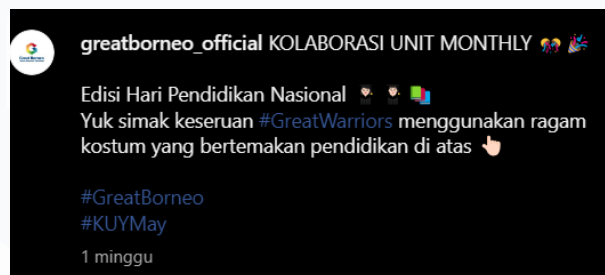 greatborneo_official KOLABORASI UNIT MONTHLY 🎊 🎉
Edisi Hari Pendidikan Nasional 👩🏻‍🎓 👩🏻‍🎓 📚
Yuk simak keseruan #GreatWarriors menggunakan ragam
kostum yang bertemakan pendidikan di atas 👆🏻
#GreatBorneo
#KUYMay
1 minggu